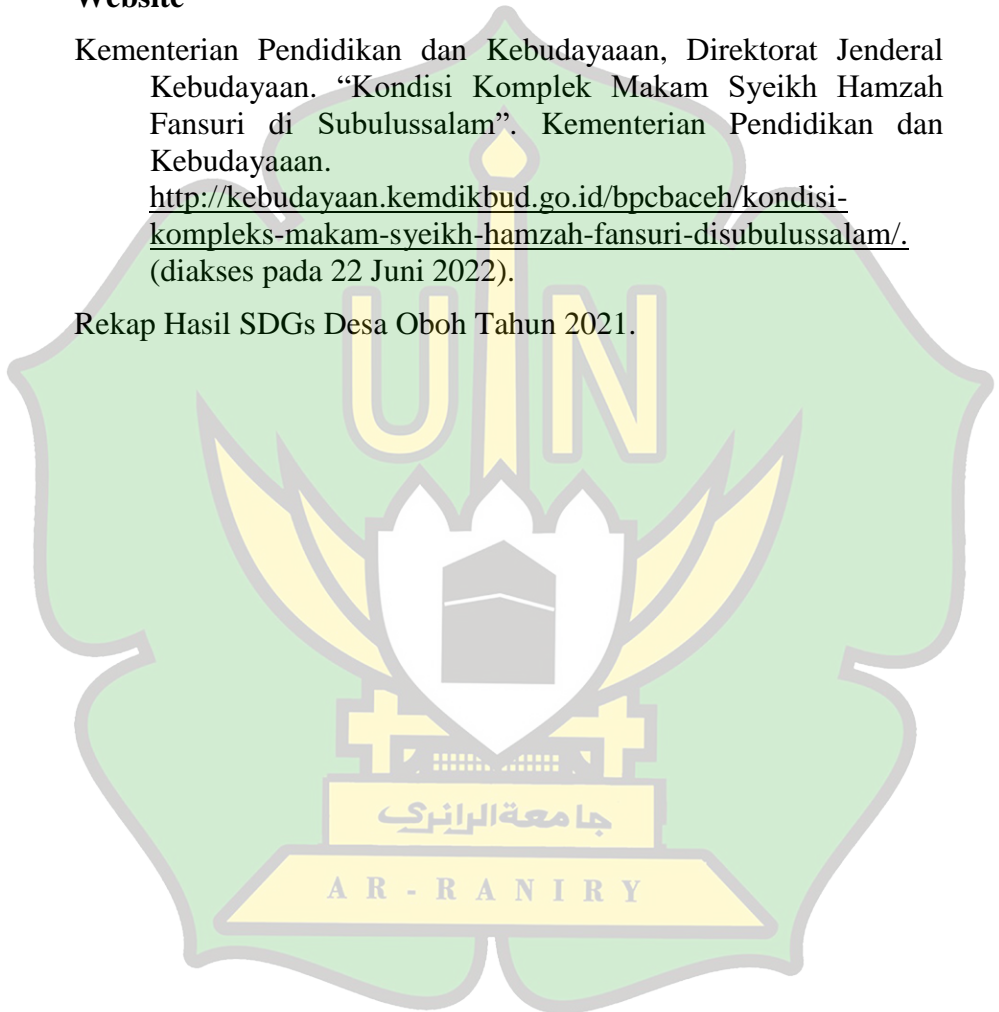 Website
Kementerian Pendidikan dan Kebudayaaan, Direktorat Jenderal
Kebudayaan. “Kondisi Komplek Makam Syeikh Hamzah
Fansuri di Subulussalam”. Kementerian Pendidikan dan
Kebudayaaan.
http://kebudayaan.kemdikbud.go.id/bpcbaceh/kondisi-
kompleks-makam-syeikh-hamzah-fansuri-disubulussalam/.
(diakses pada 22 Juni 2022).
Rekap Hasil SDGs Desa Oboh Tahun 2021.
UIN
جامعة الرانري
AR-RANIRY